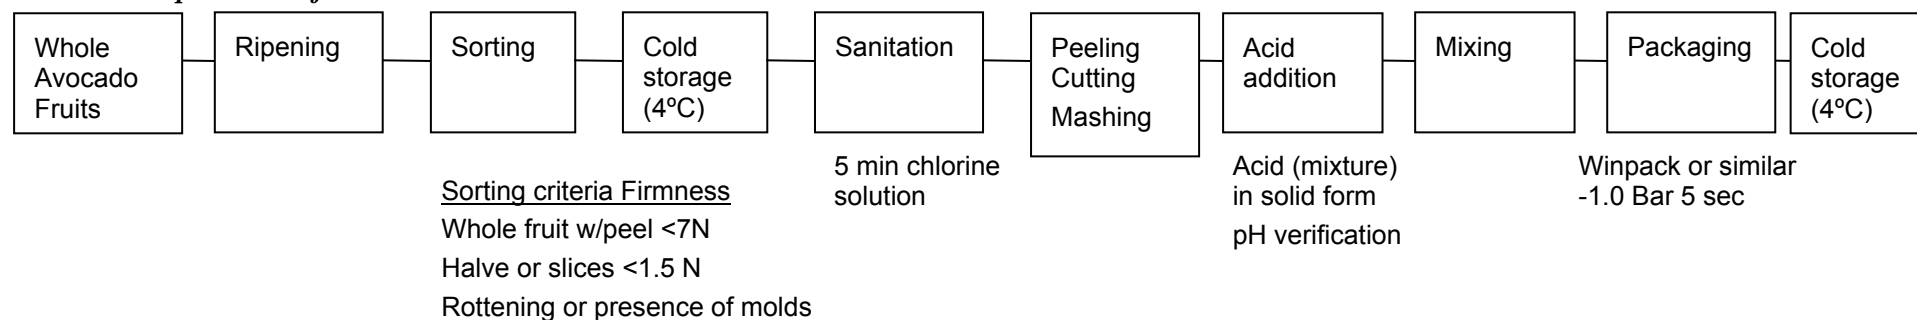 Whole
Avocado
Fruits
Ripening
Sorting
Cold
storage
(4ºC)
Sanitation
Peeling
Cutting
Mashing
Acid
addition
Mixing
Packaging
Cold
storage
(4ºC)
Sorting criteria Firmness
Whole fruit w/peel <7N
Halve or slices <1.5 N
Rottening or presence of molds
5 min chlorine
solution
Acid (mixture)
in solid form
pH verification
Winpack or similar
-1.0 Bar 5 sec